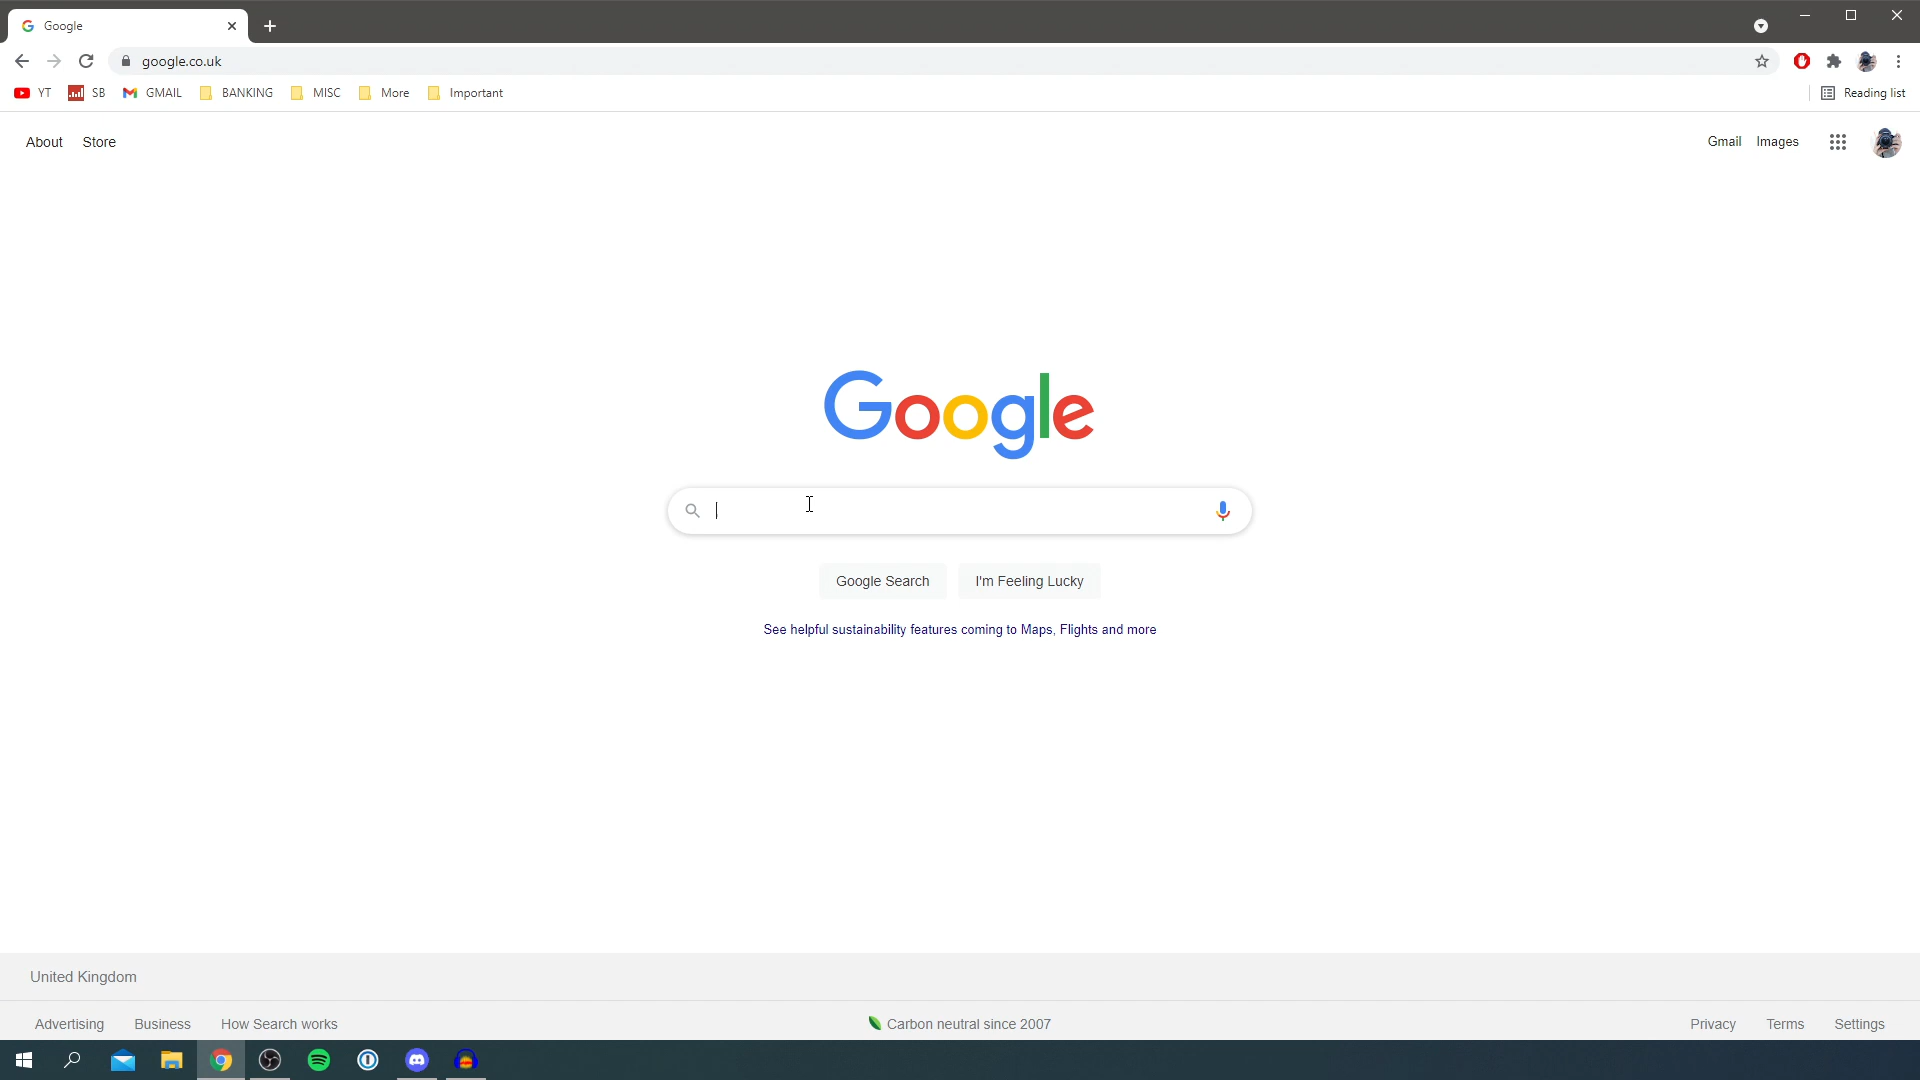 Google
google.co.uk
YT SB GMAIL BANKING MISC More Important Reading list
About Store Gmail Images
Google
Google Search I'm Feeling Lucky
See helpful sustainability features coming to Maps, Flights and more
United Kingdom
Advertising Business How Search works Carbon neutral since 2007 Privacy Terms Settings